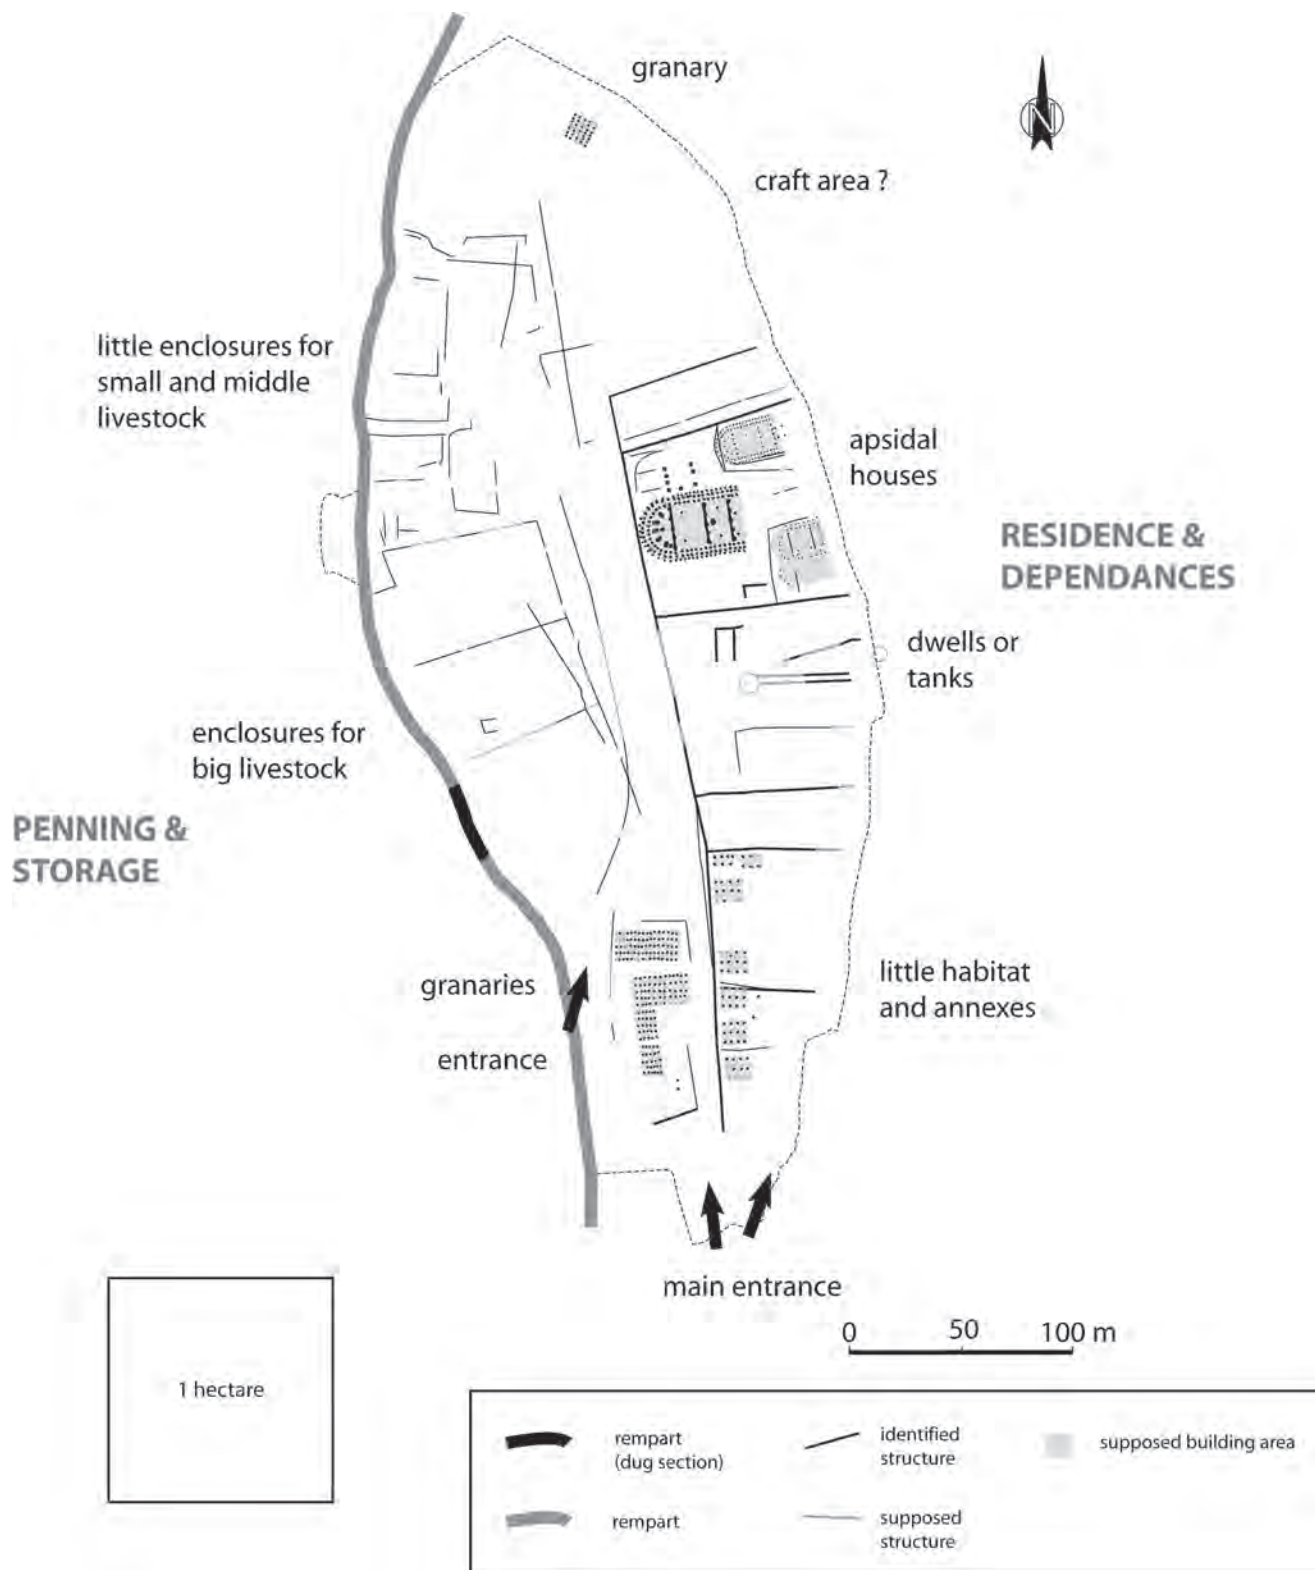 granary
N
craft area ?
little enclosures for
small and middle
livestock
apsidal
houses
RESIDENCE &
DEPENDANCES
dwells or
tanks
enclosures for
big livestock
PENNING &
STORAGE
granaries
entrance
little habitat
and annexes
main entrance
0 50 100 m
1 hectare
rempart
(dug section)
identified
structure
supposed building area
rempart
supposed
structure